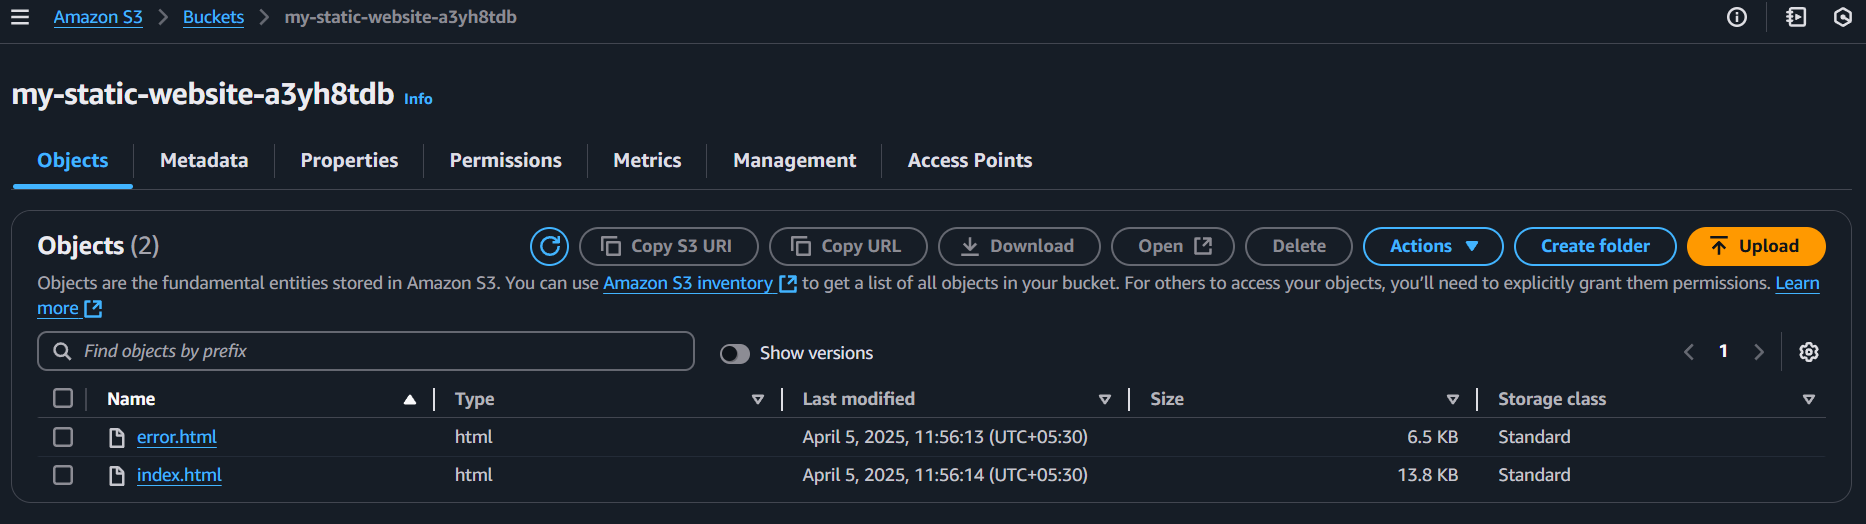 Amazon S3 > Buckets > my-static-website-a3yh8tdb
my-static-website-a3yh8tdb Info
Objects Metadata Properties Permissions Metrics Management Access Points
Objects (2) Copy S3 URI Copy URL Download Open Delete Actions Create folder Upload
Objects are the fundamental entities stored in Amazon S3. You can use Amazon S3 inventory to get a list of all objects in your bucket. For others to access your objects, you’ll need to explicitly grant them permissions. Learn
more
Find objects by prefix Show versions 1
Name Type Last modified Size Storage class
error.html html April 5, 2025, 11:56:13 (UTC+05:30) 6.5 KB Standard
index.html html April 5, 2025, 11:56:14 (UTC+05:30) 13.8 KB Standard